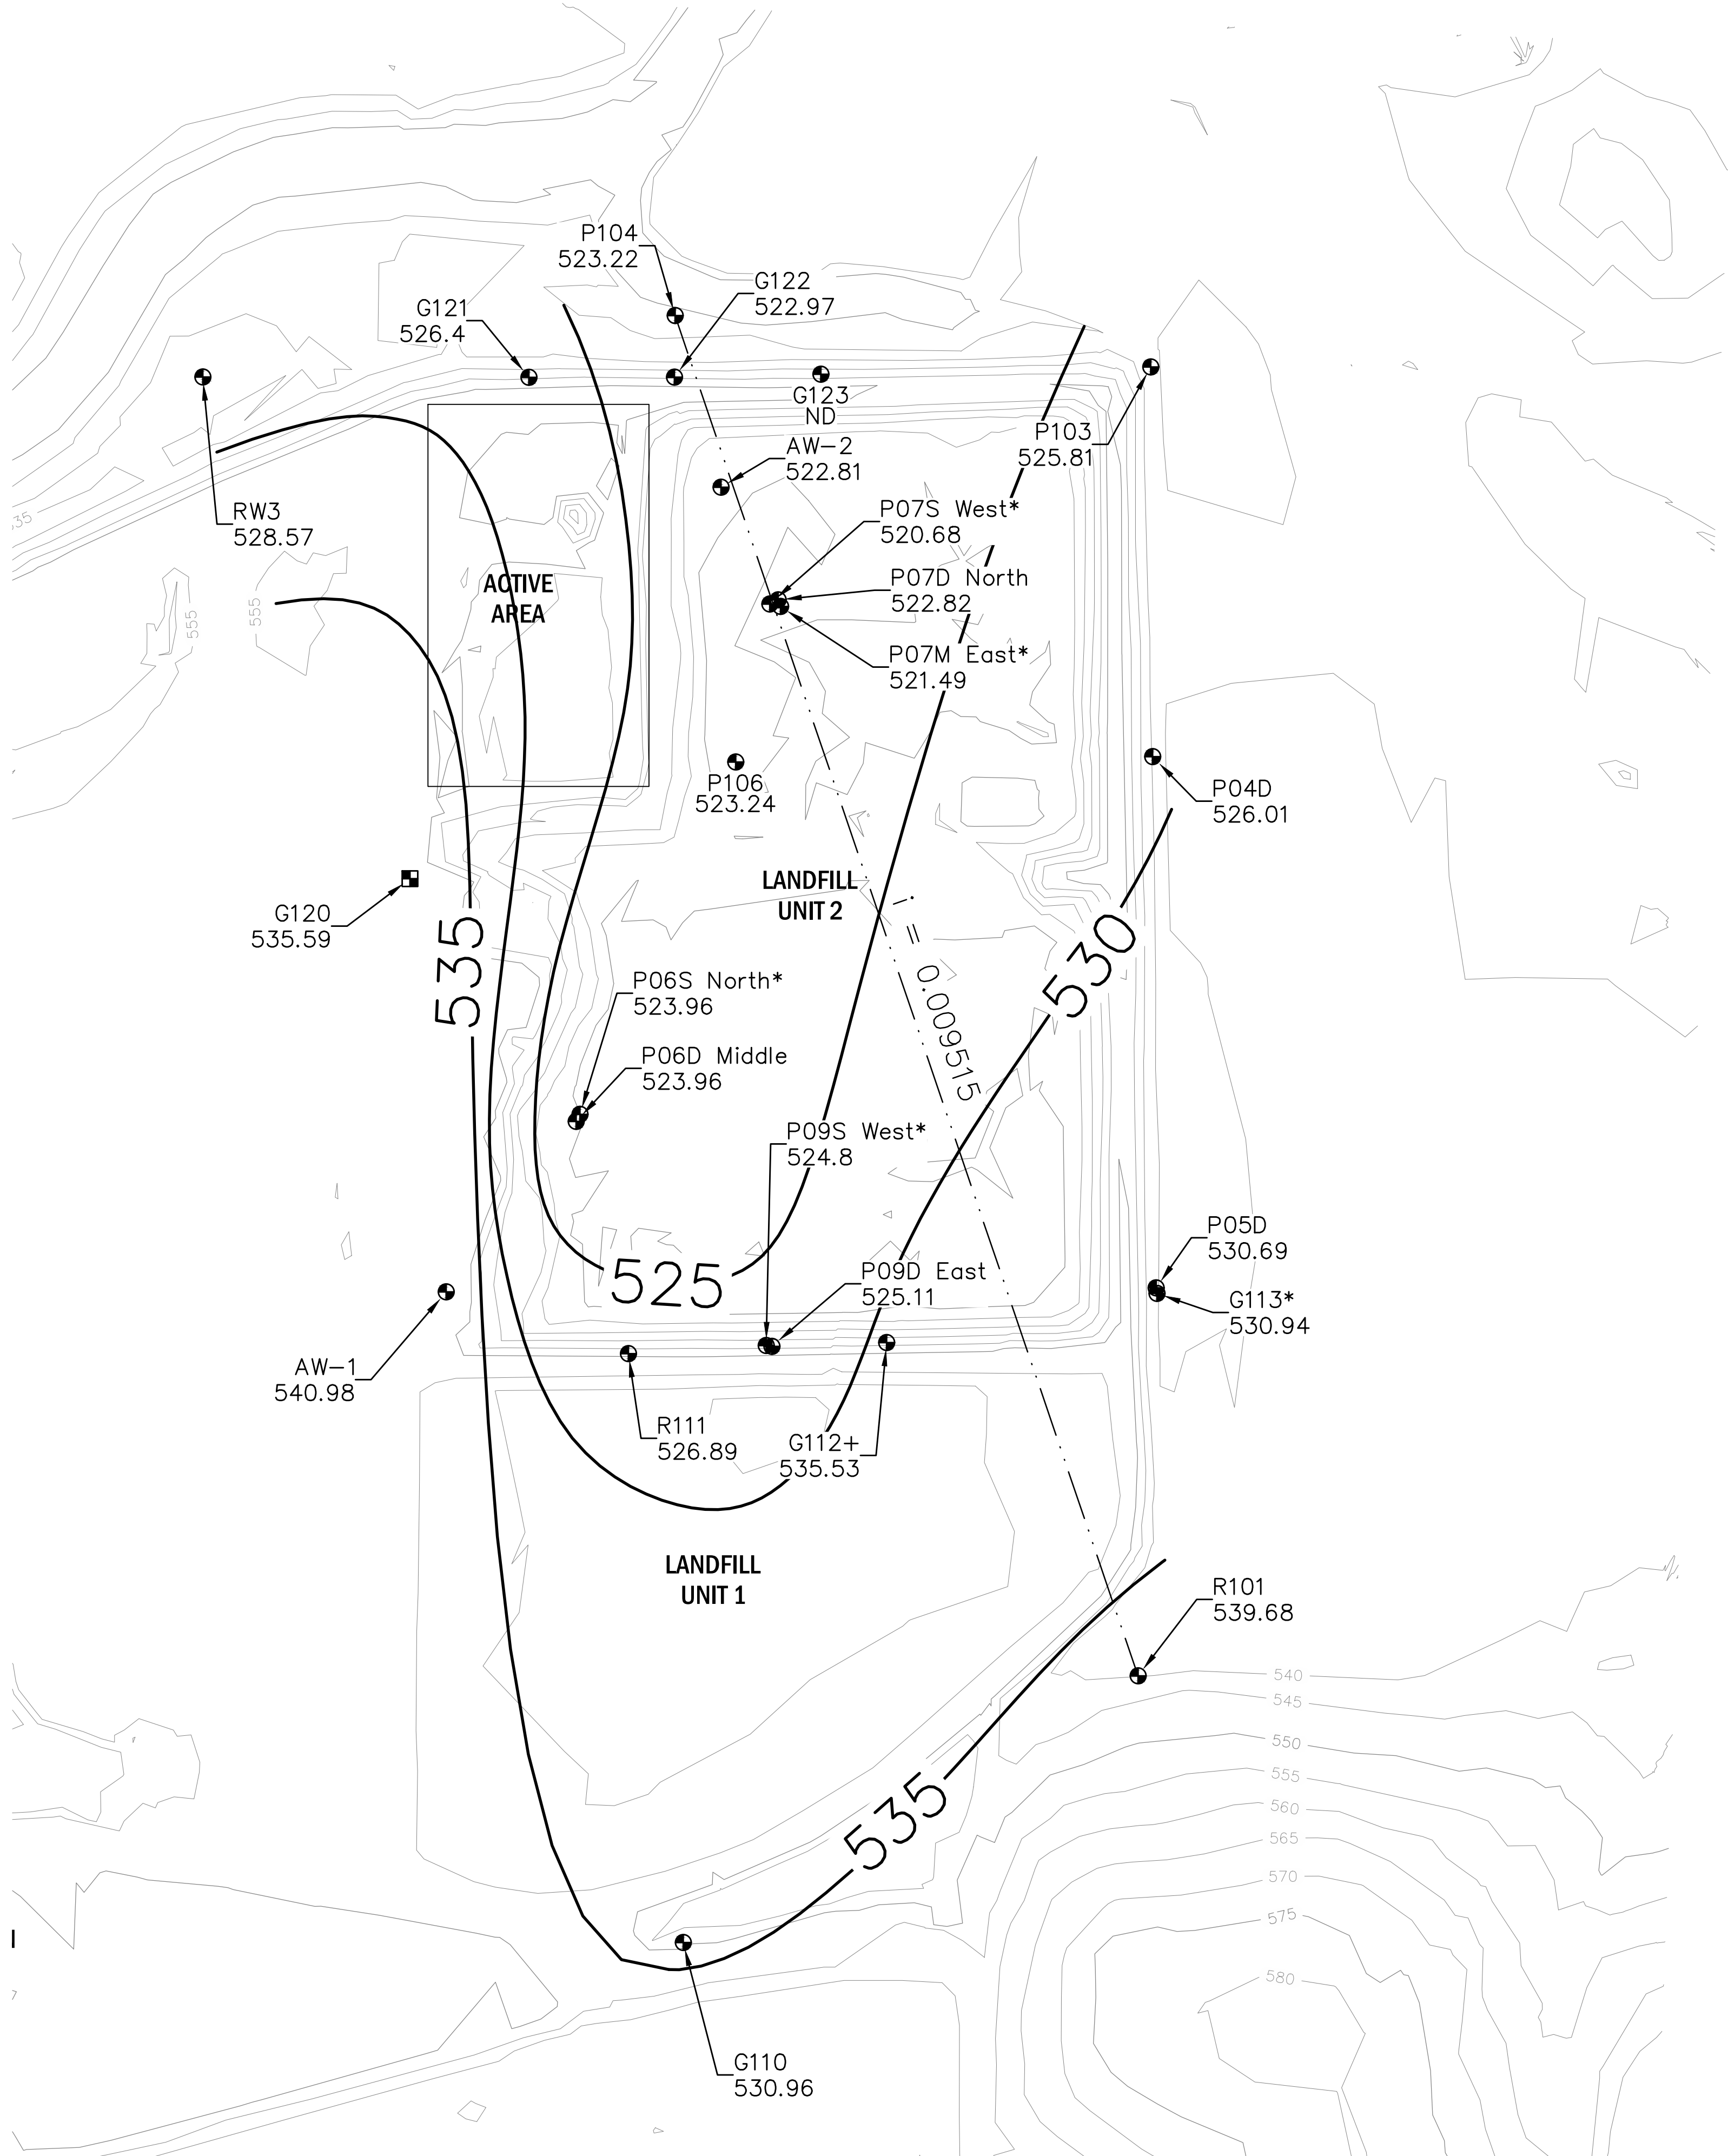 P104
523.22
G122
522.97
G121
526.4
G123
ND
P103
525.81
AW-2
522.81
RW3
528.57
P07S West*
520.68
P07D North
522.82
P07M East*
521.49
ACTIVE
AREA
555
555
P106
523.24
P04D
526.01
LANDFILL
UNIT 2
G120
535.59
535
530
i = 0.009515
P06S North*
523.96
P06D Middle
523.96
P09S West*
524.8
P05D
530.69
G113*
530.94
525
P09D East
525.11
AW-1
540.98
R111
526.89
G112+
535.53
LANDFILL
UNIT 1
R101
539.68
540
545
550
555
560
565
570
575
580
535
G110
530.96